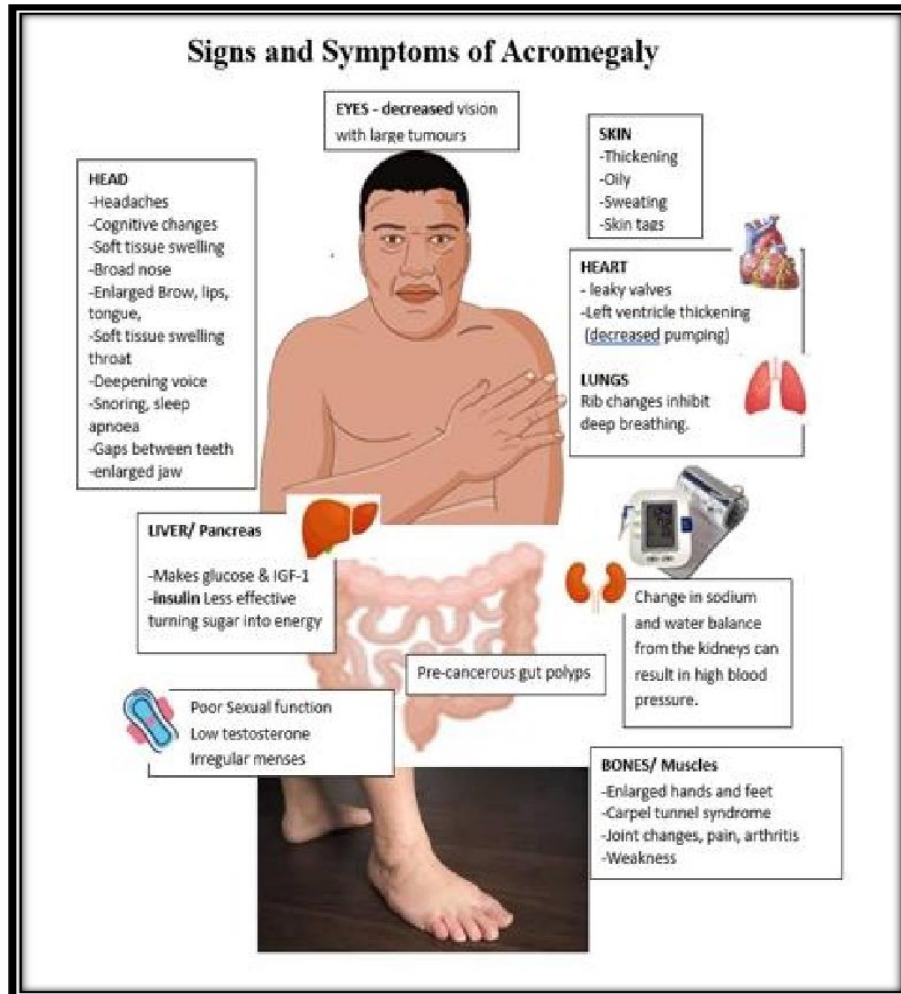 Signs and Symptoms of Acromegaly
EYES - decreased vision
with large tumours
SKIN
-Thickening
-Oily
-Sweating
-Skin tags
HEAD
-Headaches
-Cognitive changes
-Soft tissue swelling
-Broad nose
-Enlarged Brow, lips,
tongue,
-Soft tissue swelling
throat
-Deepening voice
-Snoring, sleep
apnoea
-Gaps between teeth
-enlarged jaw
HEART
- leaky valves
-Left ventricle thickening
(decreased pumping)
LUNGS
Rib changes inhibit
deep breathing.
LIVER/ Pancreas
-Makes glucose & IGF-1
-insulin Less effective
turning sugar into energy
Change in sodium
and water balance
from the kidneys can
result in high blood
pressure.
Pre-cancerous gut polyps
Poor Sexual function
Low testosterone
Irregular menses
BONES/ Muscles
-Enlarged hands and feet
-Carpel tunnel syndrome
-Joint changes, pain, arthritis
-Weakness